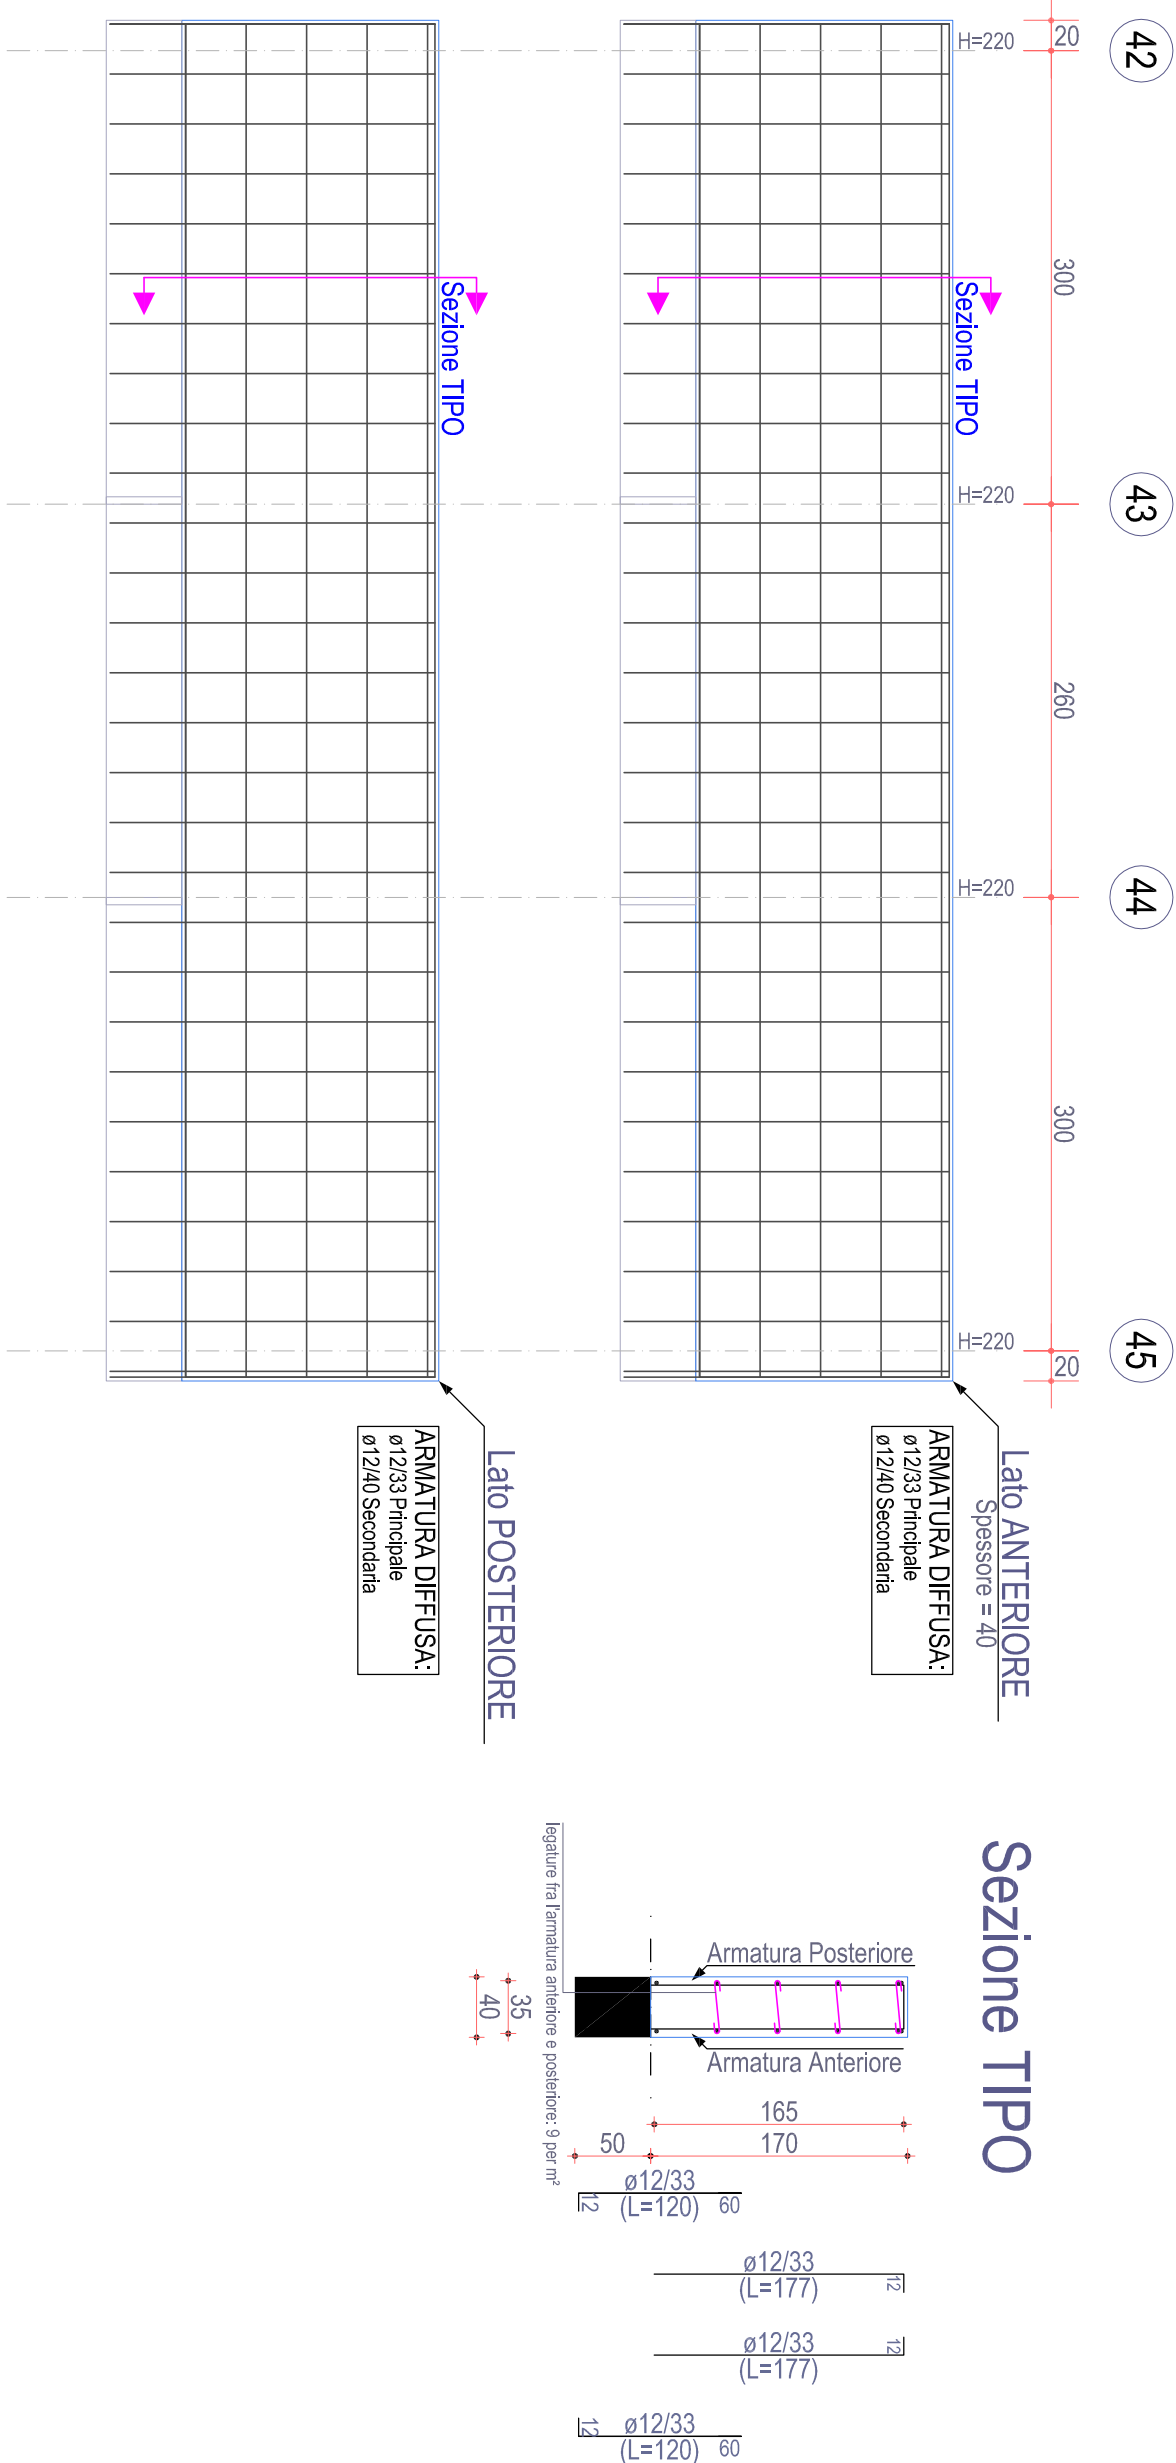 42
43
44
45
20
300
260
300
20
H=220
H=220
H=220
H=220
Sezione TIPO
Lato ANTERIORE
Spessore = 40
ARMATURA DIFFUSA:
ø12/33 Principale
ø12/40 Secondaria
Sezione TIPO
Lato POSTERIORE
ARMATURA DIFFUSA:
ø12/33 Principale
ø12/40 Secondaria
Sezione TIPO
Armatura Posteriore
Armatura Anteriore
legature fra l'armatura anteriore e posteriore: 9 per m²
35
40
165
50
170
ø12/33
12
(L=120)
60
ø12/33
(L=177)
12
ø12/33
(L=177)
12
ø12/33
12
(L=120)
60